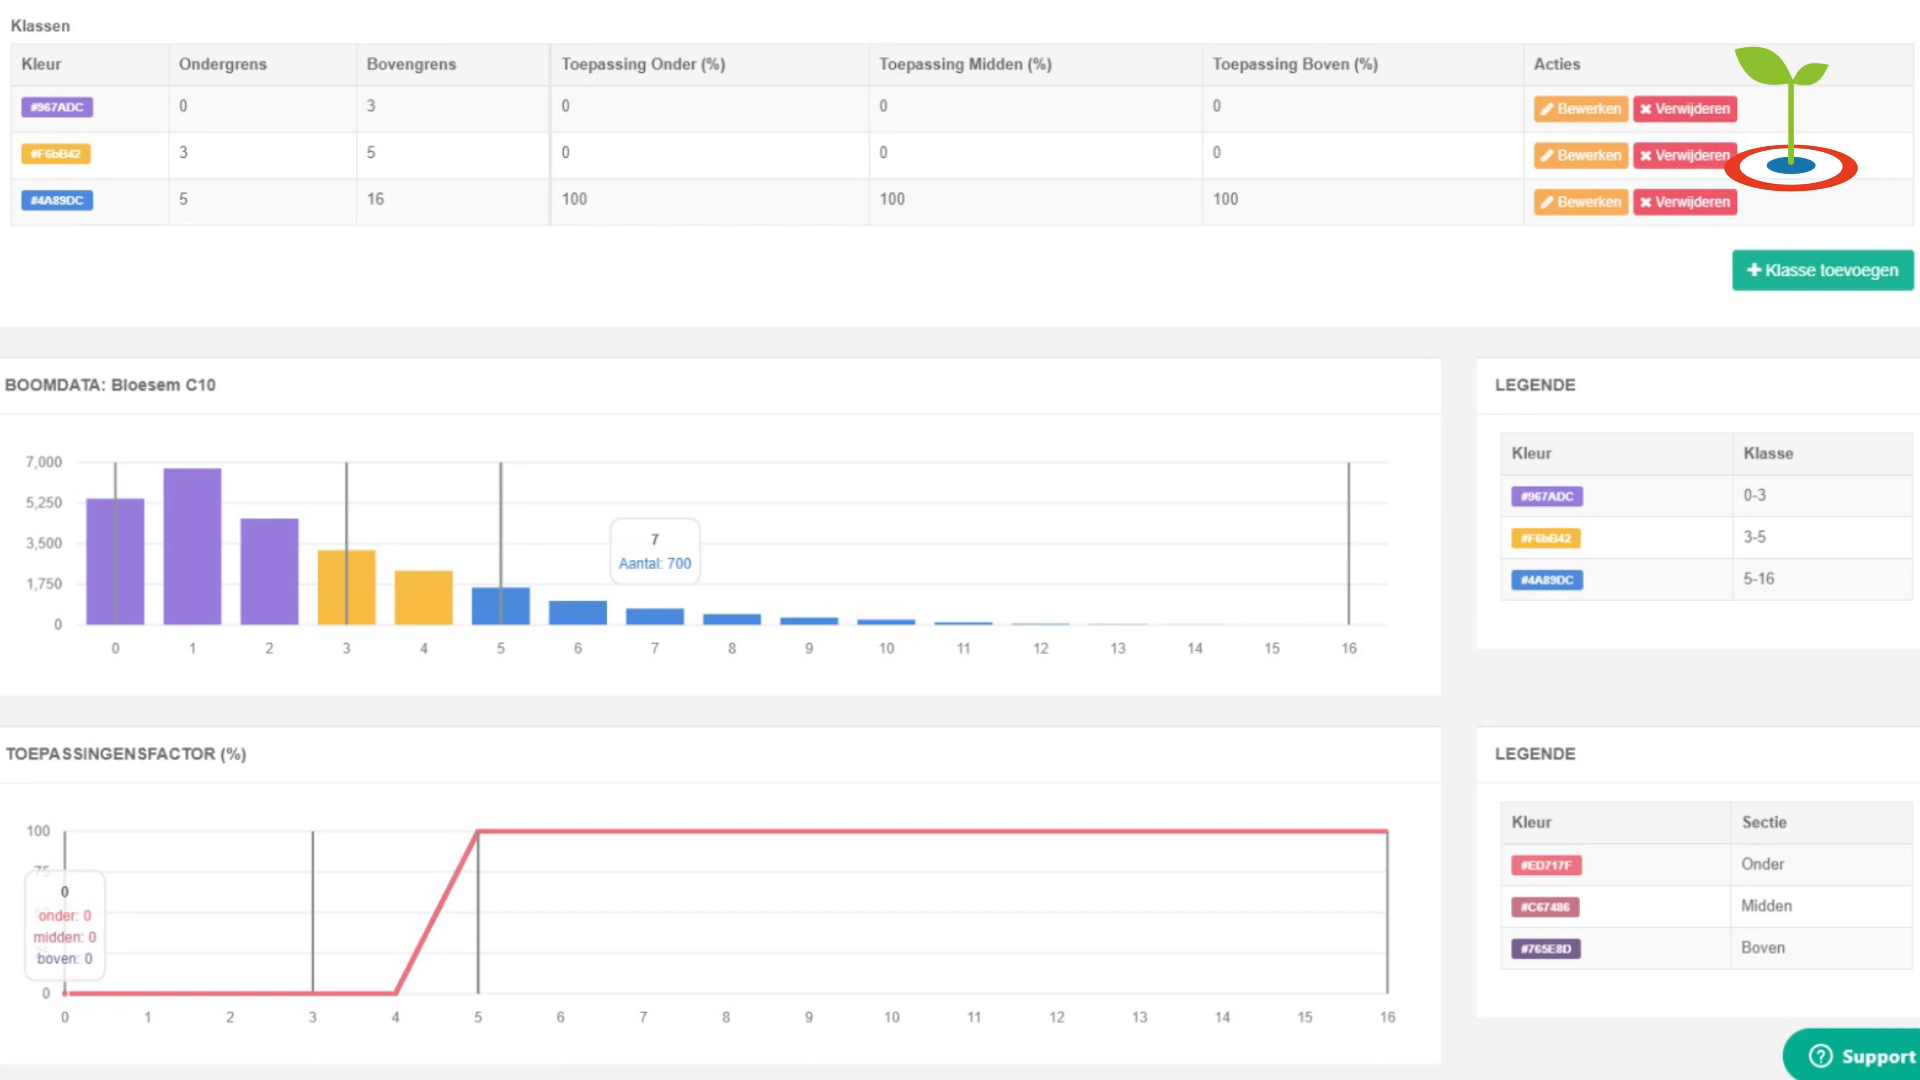 Klassen
Kleur Ondergrens Bovengrens Toepassing Onder (%) Toepassing Midden (%) Toepassing Boven (%) Acties
#967ADC 0 3 0 0 0 Bewerken Verwijderen
#F6bB42 3 5 0 0 0 Bewerken Verwijderen
#4A89DC 5 16 100 100 100 Bewerken Verwijderen
Klasse toevoegen
BOOMDATA: Bloesem C10
7,000
5,250
3,500
1,750
0
7
Aantal: 700
0 1 2 3 4 5 6 7 8 9 10 11 12 13 14 15 16
LEGENDE
Kleur Klasse
#967ADC 0-3
#F6bB42 3-5
#4A89DC 5-16
TOEPASSINGENSFACTOR (%)
100
75
0
0
onder: 0
midden: 0
boven: 0
0 1 2 3 4 5 6 7 8 9 10 11 12 13 14 15 16
LEGENDE
Kleur Sectie
#ED717F Onder
#C67486 Midden
#765E8D Boven
Support